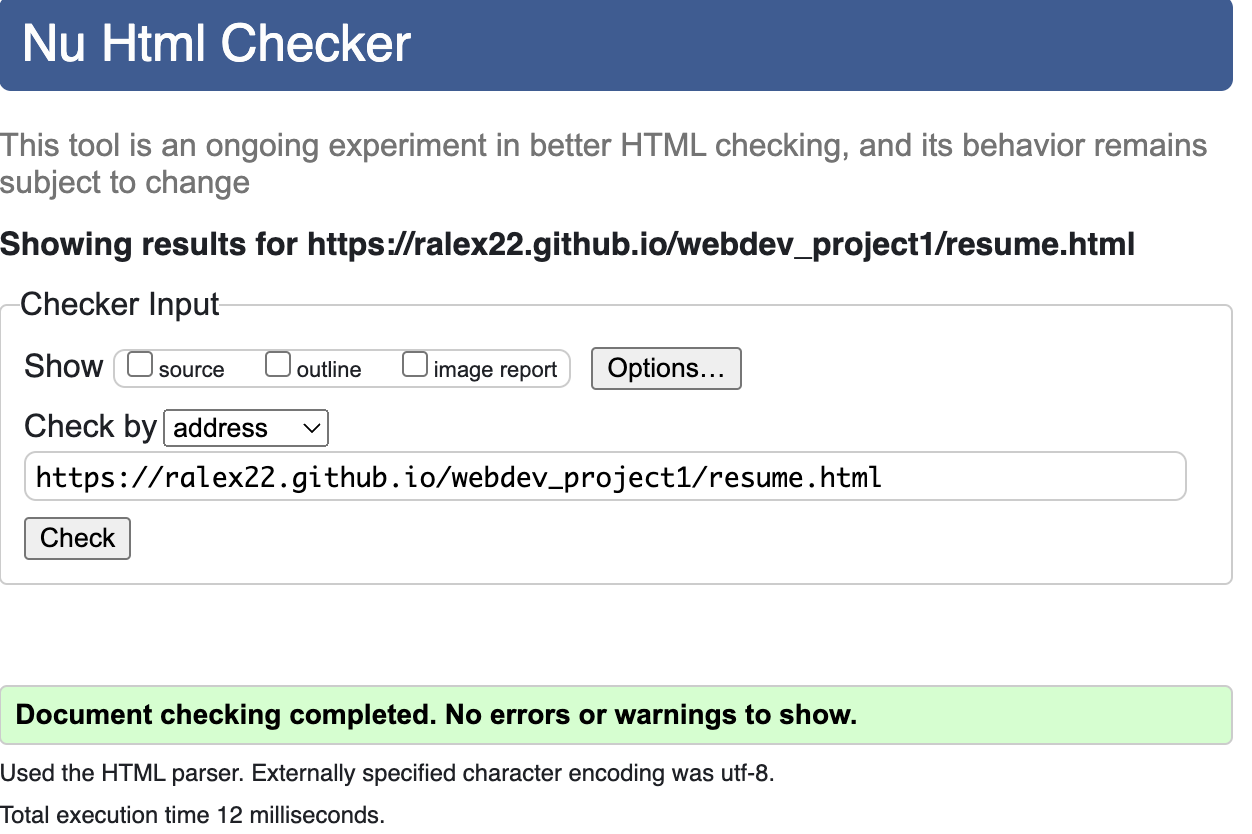 Nu Html Checker
This tool is an ongoing experiment in better HTML checking, and its behavior remains
subject to change
Showing results for https://ralex22.github.io/webdev_project1/resume.html
Checker Input
Show source outline image report Options…
Check by address
https://ralex22.github.io/webdev_project1/resume.html
Check
Document checking completed. No errors or warnings to show.
Used the HTML parser. Externally specified character encoding was utf-8.
Total execution time 12 milliseconds.